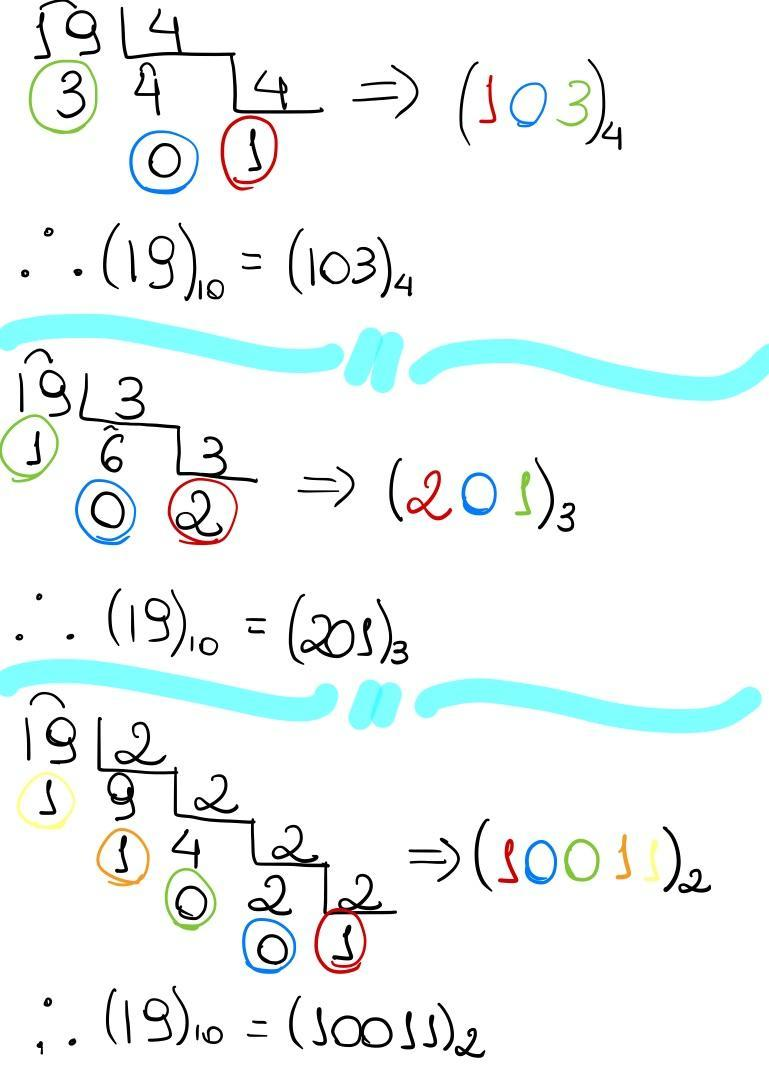 19 4
3 4 4 ⇒ (103)₄
0 1
∴ (19)₁₀ = (103)₄
19 3
1 6 3 ⇒ (201)₃
0 2
∴ (19)₁₀ = (201)₃
19 2
1 9 2
1 4 2 ⇒ (10011)₂
0 2 2
0 1
∴ (19)₁₀ = (10011)₂